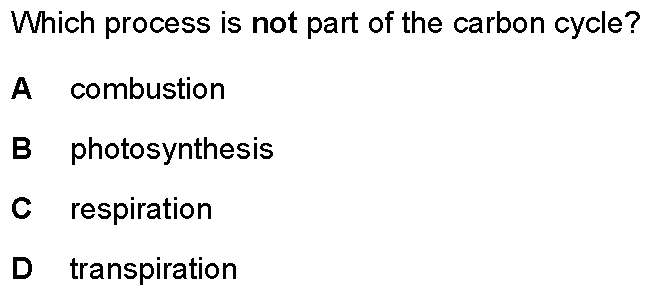 Which process is not part of the carbon cycle?
A combustion
B photosynthesis
C respiration
D transpiration